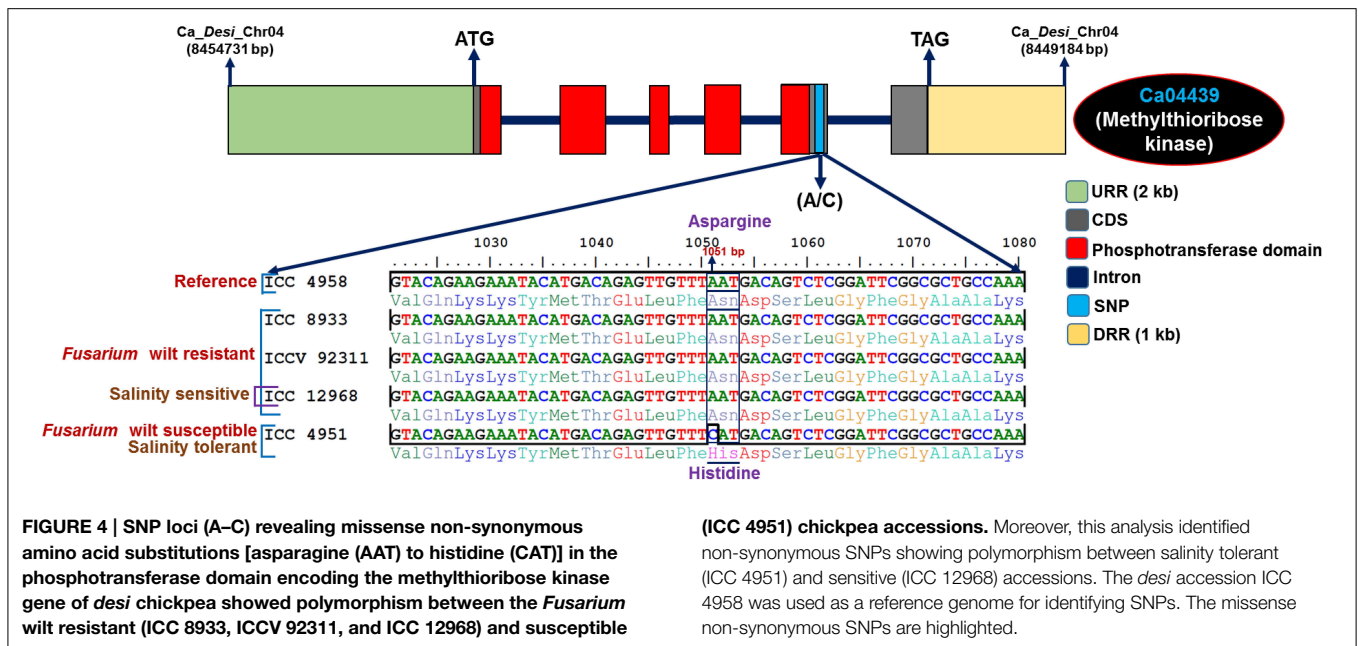 Ca_Desi_Chr04
(8454731 bp)
ATG
TAG
Ca_Desi_Chr04
(8449184 bp)
Ca04439
(Methylthioribose
kinase)
(A/C)
URR (2 kb)
CDS
Phosphotransferase domain
Intron
SNP
DRR (1 kb)
Aspargine
1030 1040 1050 1060 1070 1080
1051 bp
Reference ICC 4958 GTACAGAAGAAATACATGACAGAGTTGTTTAATGACAGTCTCGGATTCGGCGCTGCCAAA
ValGlnLysLysTyrMetThrGluLeuPheAsnAspSerLeuGlyPheGlyAlaAlaLys
ICC 8933 GTACAGAAGAAATACATGACAGAGTTGTTTAATGACAGTCTCGGATTCGGCGCTGCCAAA
ValGlnLysLysTyrMetThrGluLeuPheAsnAspSerLeuGlyPheGlyAlaAlaLys
Fusarium wilt resistant ICCV 92311 GTACAGAAGAAATACATGACAGAGTTGTTTAATGACAGTCTCGGATTCGGCGCTGCCAAA
ValGlnLysLysTyrMetThrGluLeuPheAsnAspSerLeuGlyPheGlyAlaAlaLys
Salinity sensitive ICC 12968 GTACAGAAGAAATACATGACAGAGTTGTTTAATGACAGTCTCGGATTCGGCGCTGCCAAA
ValGlnLysLysTyrMetThrGluLeuPheAsnAspSerLeuGlyPheGlyAlaAlaLys
Fusarium wilt susceptible ICC 4951 GTACAGAAGAAATACATGACAGAGTTGTTTCATGACAGTCTCGGATTCGGCGCTGCCAAA
Salinity tolerant ValGlnLysLysTyrMetThrGluLeuPheHisAspSerLeuGlyPheGlyAlaAlaLys
Histidine
FIGURE 4 | SNP loci (A–C) revealing missense non-synonymous
amino acid substitutions [asparagine (AAT) to histidine (CAT)] in the
phosphotransferase domain encoding the methylthioribose kinase
gene of desi chickpea showed polymorphism between the Fusarium
wilt resistant (ICC 8933, ICCV 92311, and ICC 12968) and susceptible
(ICC 4951) chickpea accessions. Moreover, this analysis identified
non-synonymous SNPs showing polymorphism between salinity tolerant
(ICC 4951) and sensitive (ICC 12968) accessions. The desi accession ICC
4958 was used as a reference genome for identifying SNPs. The missense
non-synonymous SNPs are highlighted.